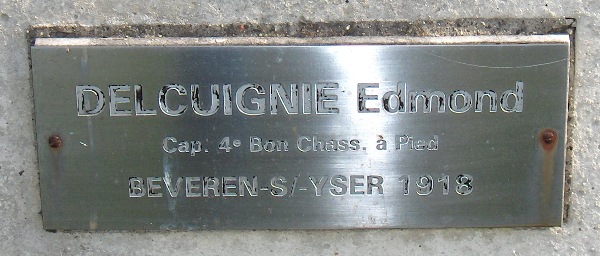 DELCUIGNIE Edmond
Cap. 4e Bon Chass. à Pied
BEVEREN-S/-YSER 1918